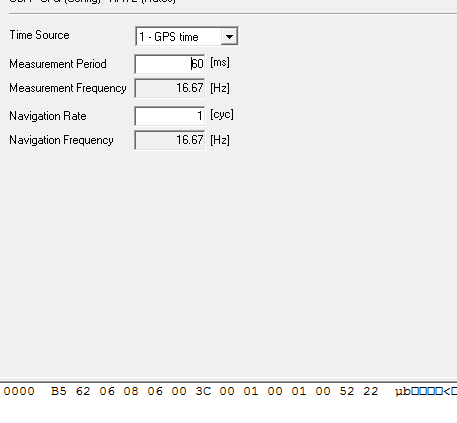 Time Source 1 - GPS time
Measurement Period 60 [ms]
Measurement Frequency 16.67 [Hz]
Navigation Rate 1 [cyc]
Navigation Frequency 16.67 [Hz]
0000 B5 62 06 08 06 00 3C 00 01 00 01 00 52 22 µb□□□□<□